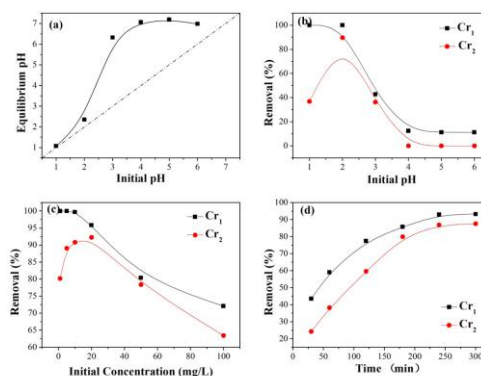 (a)
Equilibrium pH
7
6
5
4
3
2
1
1 2 3 4 5 6 7
Initial pH
(b)
Cr1
Cr2
Removal (%)
100
80
60
40
20
0
1 2 3 4 5 6
Initial pH
(c)
Cr1
Cr2
Removal (%)
100
95
90
85
80
75
70
65
60
0 20 40 60 80 100
Initial Concentration (mg/L)
(d)
Cr1
Cr2
Removal (%)
100
90
80
70
60
50
40
30
20
0 50 100 150 200 250 300
Time (min)